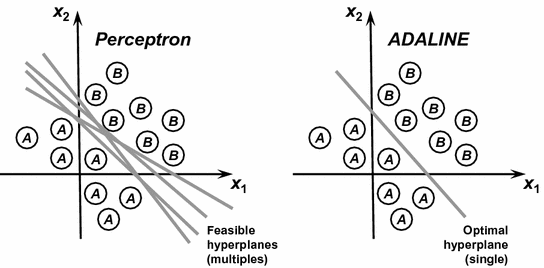 x2
Perceptron
B
B
B
B
B
B
B
A
A
A
A
x1
A
A
A
Feasible
hyperplanes
(multiples)
x2
ADALINE
B
B
B
B
B
B
B
A
A
A
A
x1
A
A
A
Optimal
hyperplane
(single)